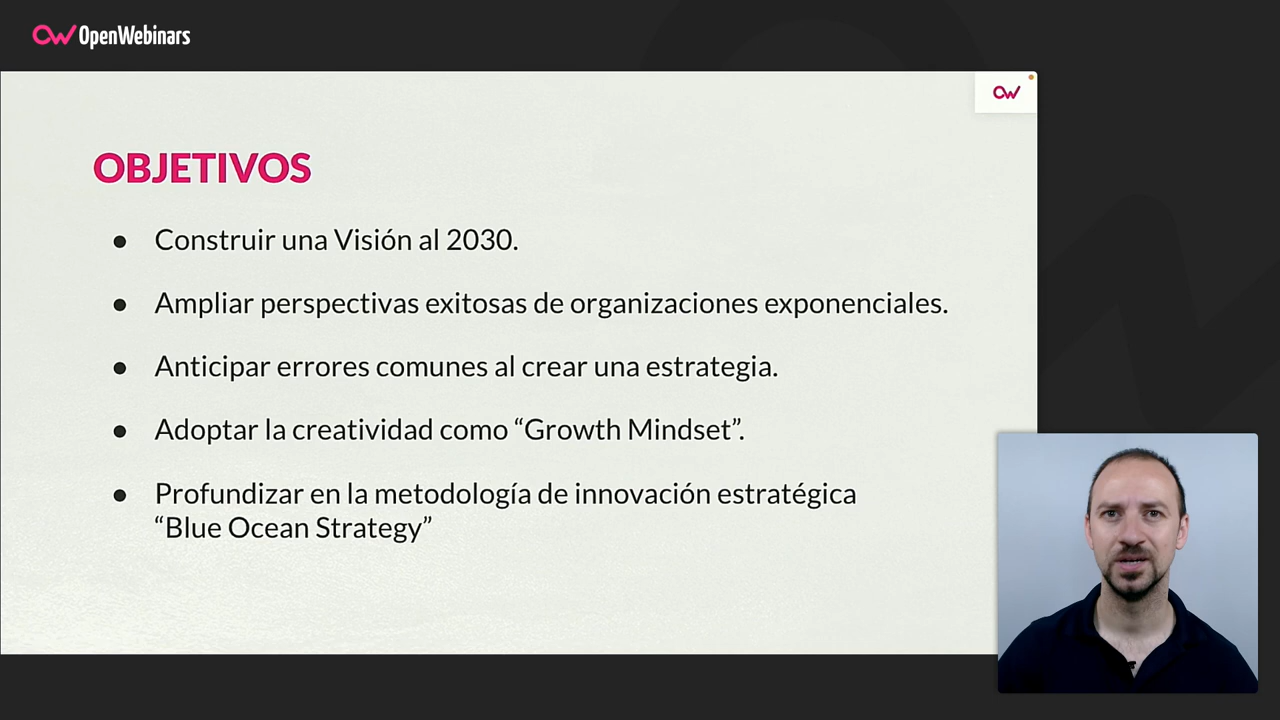 OpenWebinars
OBJETIVOS
● Construir una Visión al 2030.
● Ampliar perspectivas exitosas de organizaciones exponenciales.
● Anticipar errores comunes al crear una estrategia.
● Adoptar la creatividad como “Growth Mindset”.
● Profundizar en la metodología de innovación estratégica
“Blue Ocean Strategy”